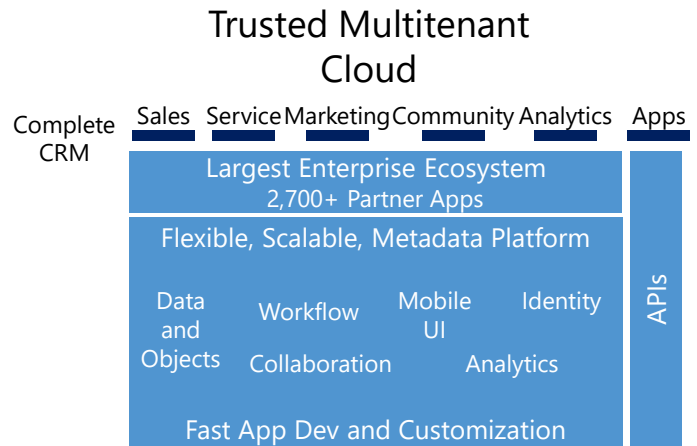 Trusted Multitenant
Cloud
Complete
CRM
Sales Service Marketing Community Analytics Apps
Largest Enterprise Ecosystem
2,700+ Partner Apps
Flexible, Scalable, Metadata Platform
Data
and
Objects
Workflow
Mobile
UI
Identity
Collaboration
Analytics
Fast App Dev and Customization
APIs